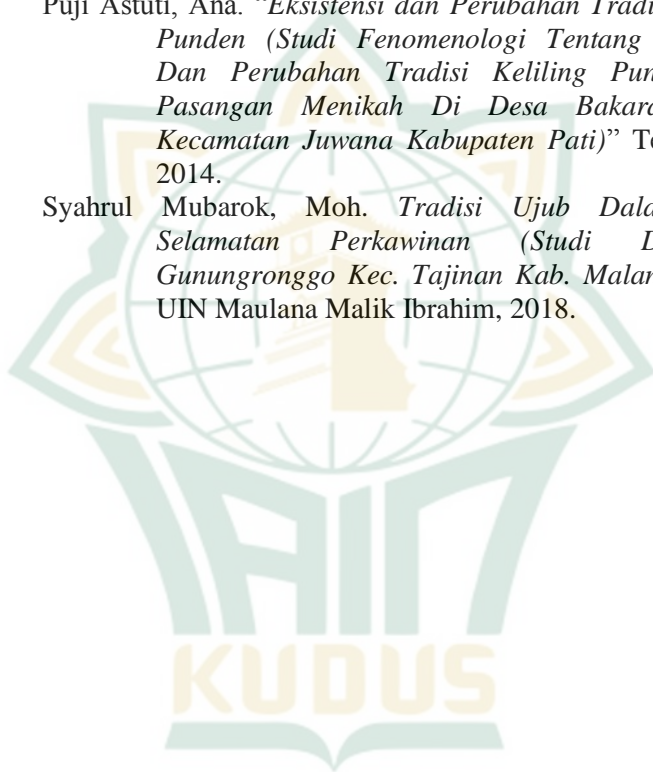 Puji Astuti, Ana. "Eksistensi dan Perubahan Tradi
Punden (Studi Fenomenologi Tentang
Dan Perubahan Tradisi Keliling Pun
Pasangan Menikah Di Desa Bakara
Kecamatan Juwana Kabupaten Pati)" T
2014.
Syahrul Mubarok, Moh. Tradisi Ujub Dala
Selamatan Perkawinan (Studi D
Gunungronggo Kec. Tajinan Kab. Malan
UIN Maulana Malik Ibrahim, 2018.
IAIN
KUDUS